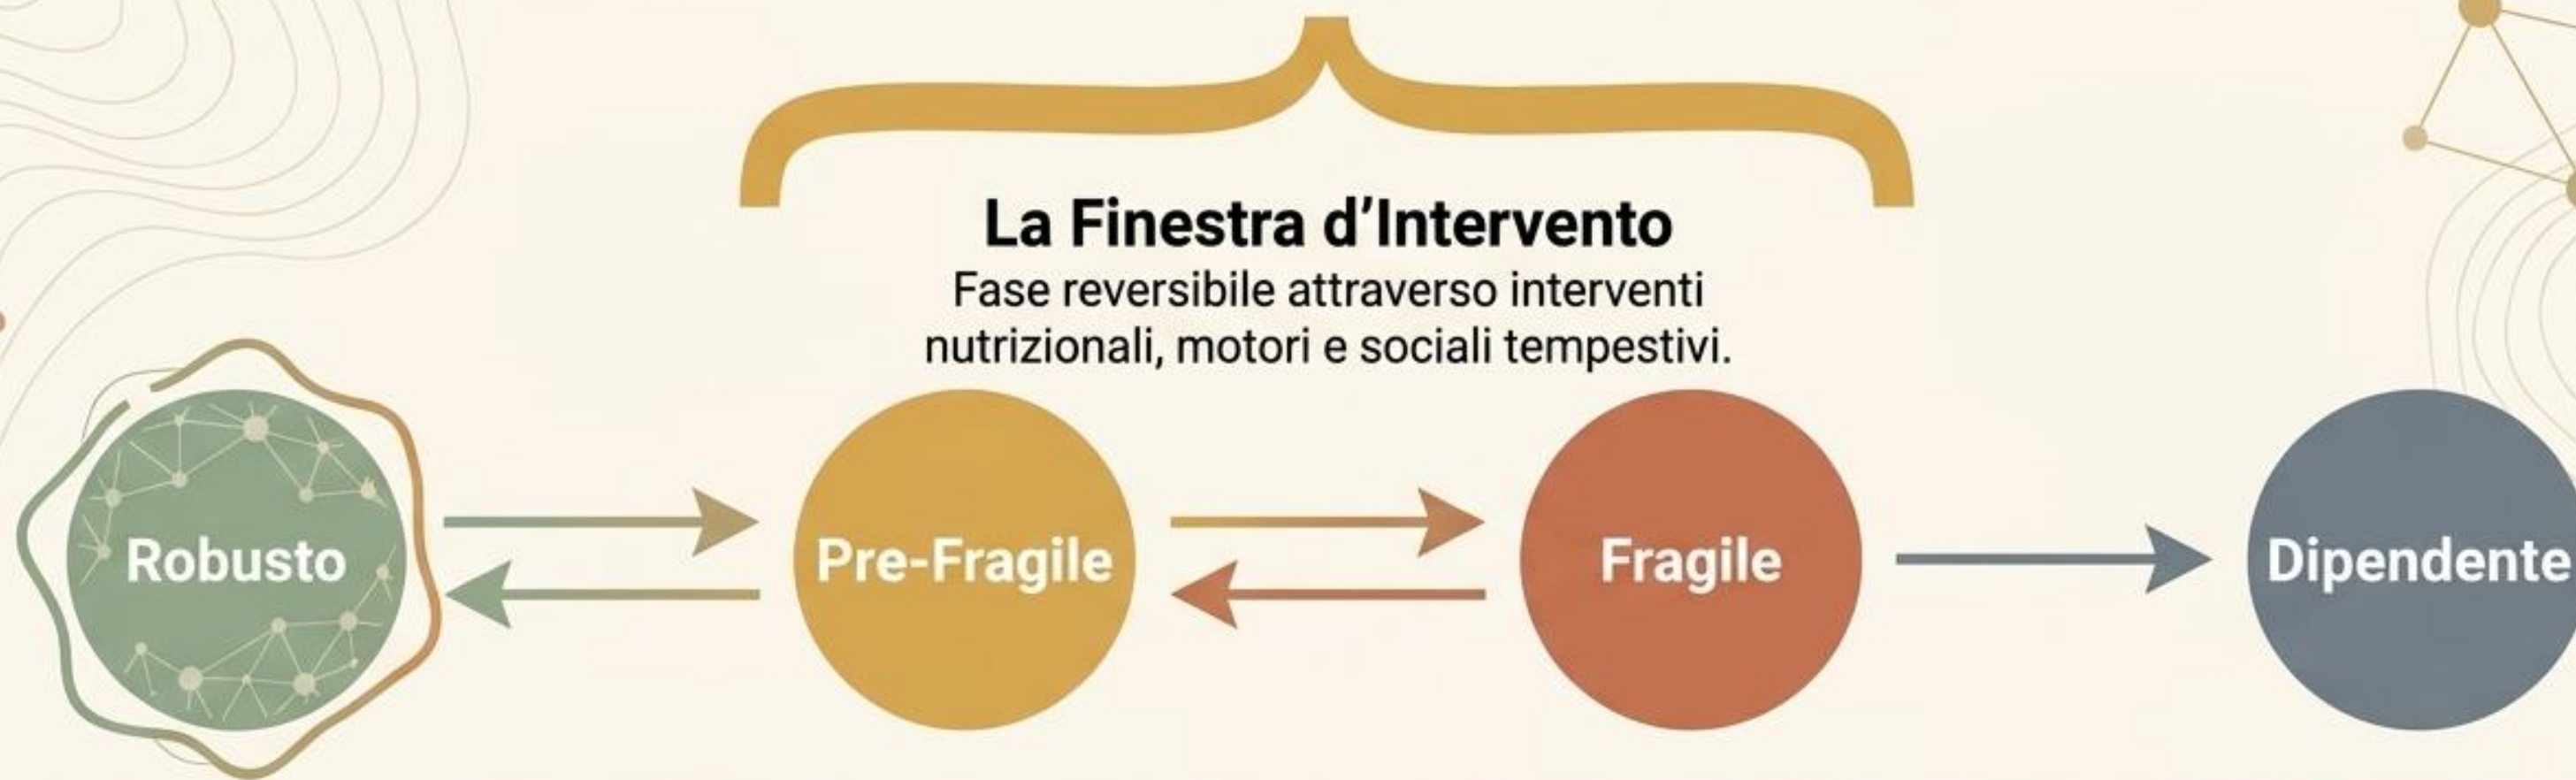 La Finestra d’Intervento
Fase reversibile attraverso interventi
nutrizionali, motori e sociali tempestivi.
Robusto
Pre-Fragile
Fragile
Dipendente